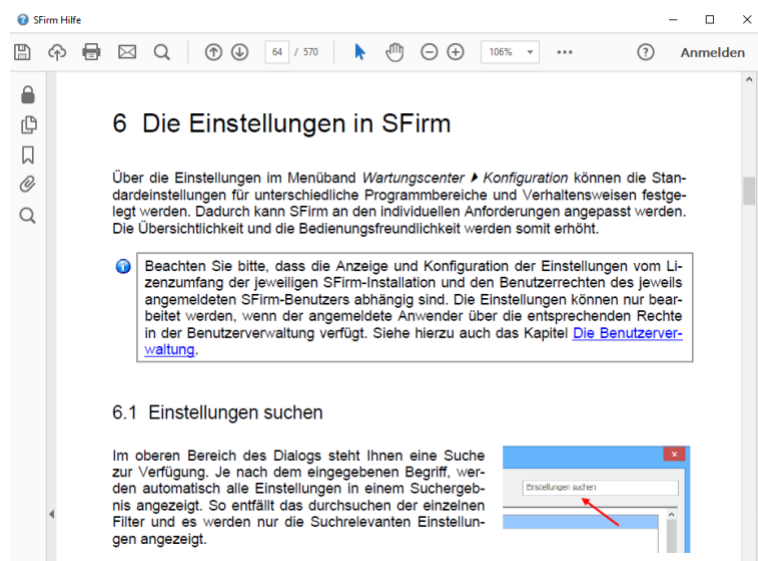 SFirm Hilfe
64 / 570
106%
Anmelden
6 Die Einstellungen in SFirm
Über die Einstellungen im Menüband Wartungscenter ▸ Konfiguration können die Stan-
dardeinstellungen für unterschiedliche Programmbereiche und Verhaltensweisen festge-
legt werden. Dadurch kann SFirm an den individuellen Anforderungen angepasst werden.
Die Übersichtlichkeit und die Bedienungsfreundlichkeit werden somit erhöht.
Beachten Sie bitte, dass die Anzeige und Konfiguration der Einstellungen vom Li-
zenzumfang der jeweiligen SFirm-Installation und den Benutzerrechten des jeweils
angemeldeten SFirm-Benutzers abhängig sind. Die Einstellungen können nur bear-
beitet werden, wenn der angemeldete Anwender über die entsprechenden Rechte
in der Benutzerverwaltung verfügt. Siehe hierzu auch das Kapitel Die Benutzerver-
waltung.
6.1 Einstellungen suchen
Im oberen Bereich des Dialogs steht Ihnen eine Suche
zur Verfügung. Je nach dem eingegebenen Begriff, wer-
den automatisch alle Einstellungen in einem Suchergeb-
nis angezeigt. So entfällt das durchsuchen der einzelnen
Filter und es werden nur die Suchrelevanten Einstellun-
gen angezeigt.
Einstellungen suchen